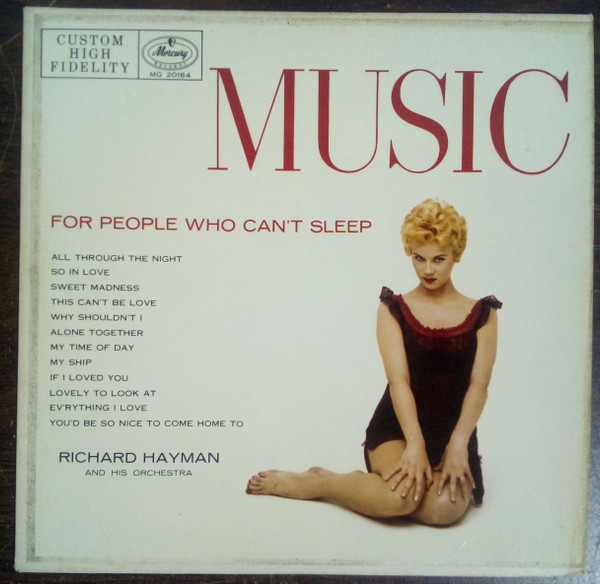 CUSTOM
HIGH
FIDELITY
Mercury
RECORDS
MG 20184
MUSIC
FOR PEOPLE WHO CAN'T SLEEP
ALL THROUGH THE NIGHT
SO IN LOVE
SWEET MADNESS
THIS CAN'T BE LOVE
WHY SHOULDN'T I
ALONE TOGETHER
MY TIME OF DAY
MY SHIP
IF I LOVED YOU
LOVELY TO LOOK AT
EV'RYTHING I LOVE
YOU'D BE SO NICE TO COME HOME TO
RICHARD HAYMAN
AND HIS ORCHESTRA